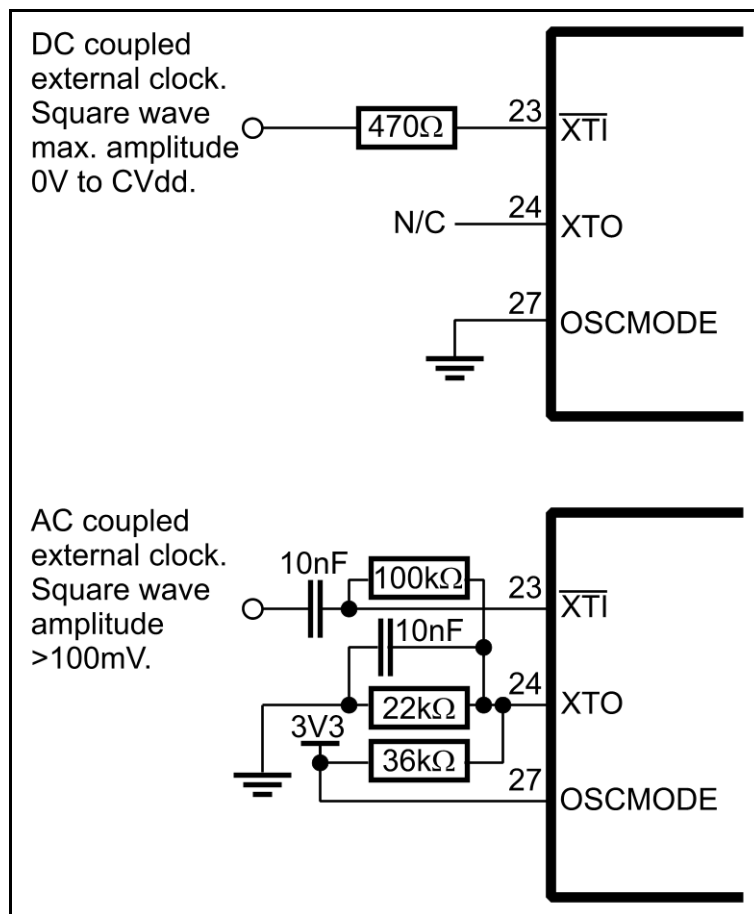 DC coupled
external clock.
Square wave
max. amplitude
0V to CVdd.
470Ω
23
XTI
N/C
24
XTO
27
OSCMODE
AC coupled
external clock.
Square wave
amplitude
>100mV.
10nF
100kΩ
23
XTI
10nF
22kΩ
24
XTO
3V3
36kΩ
27
OSCMODE